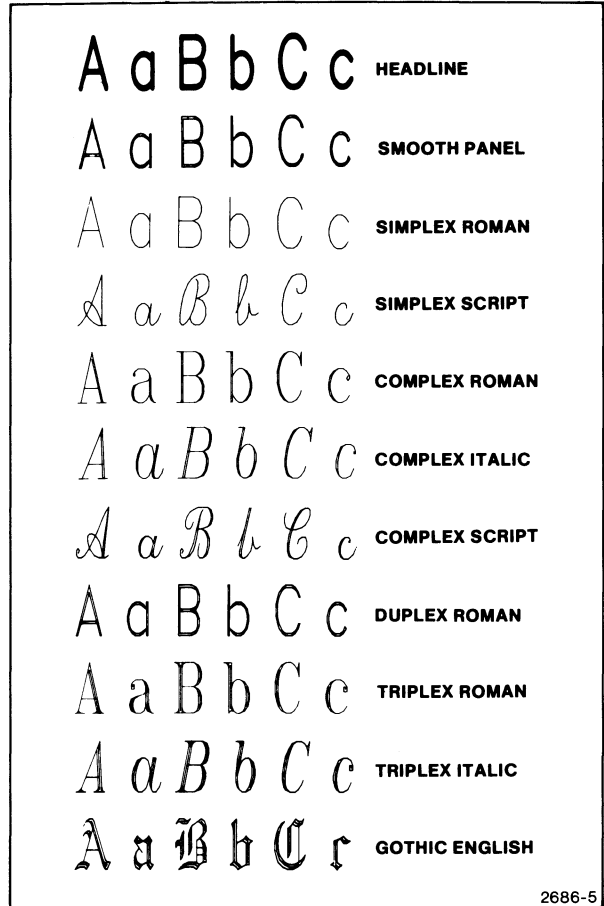 A a B b C c HEADLINE
A a B b C c SMOOTH PANEL
A a B b C c SIMPLEX ROMAN
A a B b C c SIMPLEX SCRIPT
A a B b C c COMPLEX ROMAN
A a B b C c COMPLEX ITALIC
A a B b C c COMPLEX SCRIPT
A a B b C c DUPLEX ROMAN
A a B b C c TRIPLEX ROMAN
A a B b C c TRIPLEX ITALIC
A a B b C c GOTHIC ENGLISH
2686-5